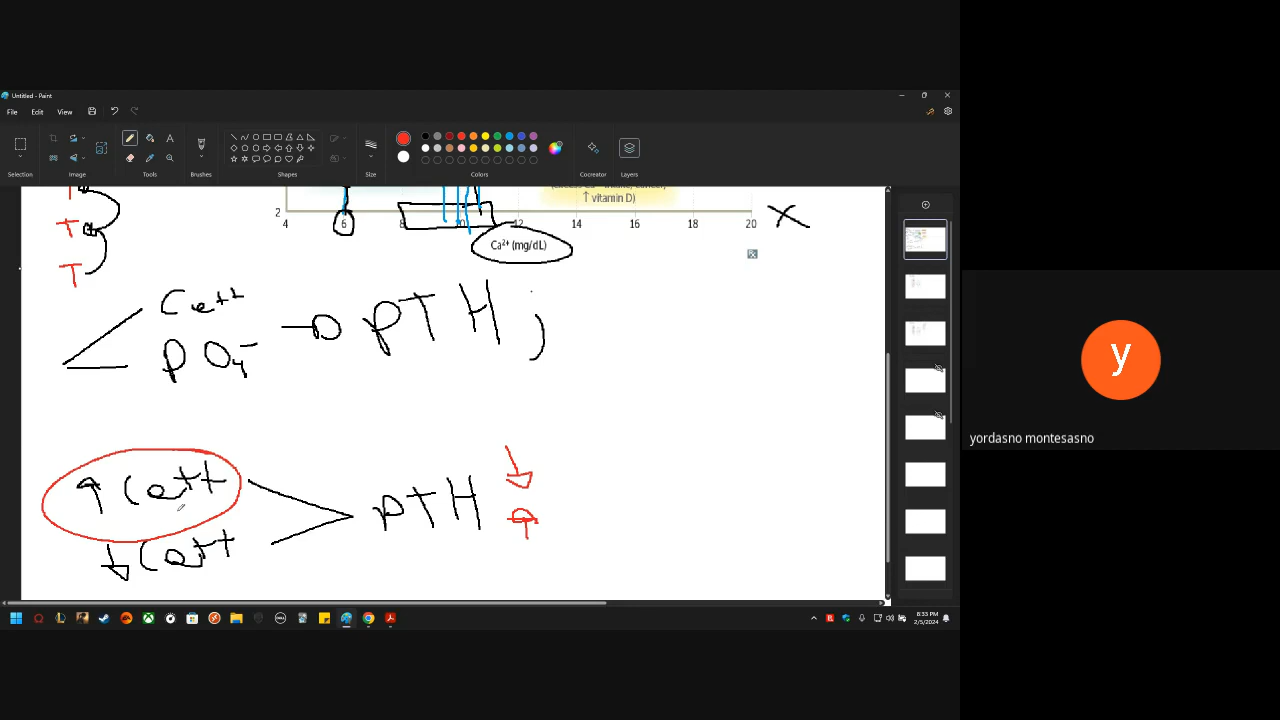 Untitled - Paint
File Edit View
Selection Image Tools Brushes Shapes Size Colors Cocreator Layers
↑ vitamin D)
T
T
T
2
4 6 8 10 12 14 16 18 20
X
Ca²⁺ (mg/dL)
Ca++
PO4- → PTH ;
↑ Ca++
PTH ↓
↑
↓ Ca++
8:33 PM
2/5/2024
y
yordasno montesasno